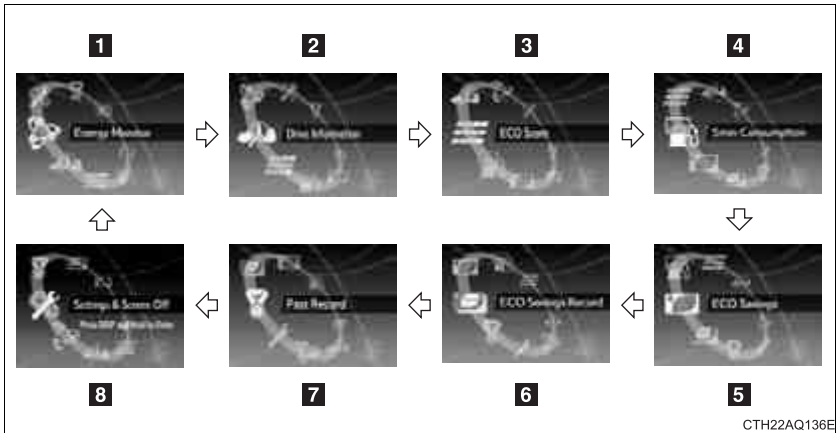 1 2 3 4
Energy Monitor
Drive Information
ECO Score
5min Consumption
Settings & Screen Off
Past Record
ECO Savings Record
ECO Savings
8 7 6 5
CTH22AQ136E